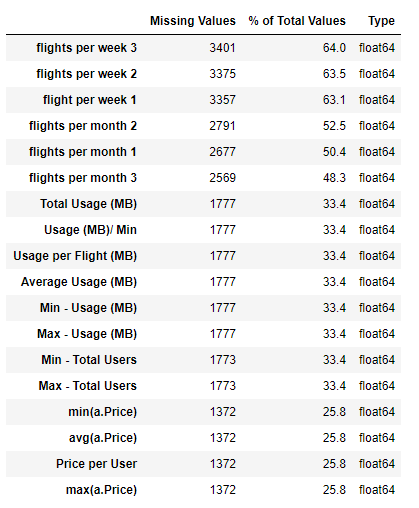 Missing Values % of Total Values Type
flights per week 3 3401 64.0 float64
flights per week 2 3375 63.5 float64
flight per week 1 3357 63.1 float64
flights per month 2 2791 52.5 float64
flights per month 1 2677 50.4 float64
flights per month 3 2569 48.3 float64
Total Usage (MB) 1777 33.4 float64
Usage (MB)/ Min 1777 33.4 float64
Usage per Flight (MB) 1777 33.4 float64
Average Usage (MB) 1777 33.4 float64
Min - Usage (MB) 1777 33.4 float64
Max - Usage (MB) 1777 33.4 float64
Min - Total Users 1773 33.4 float64
Max - Total Users 1773 33.4 float64
min(a.Price) 1372 25.8 float64
avg(a.Price) 1372 25.8 float64
Price per User 1372 25.8 float64
max(a.Price) 1372 25.8 float64